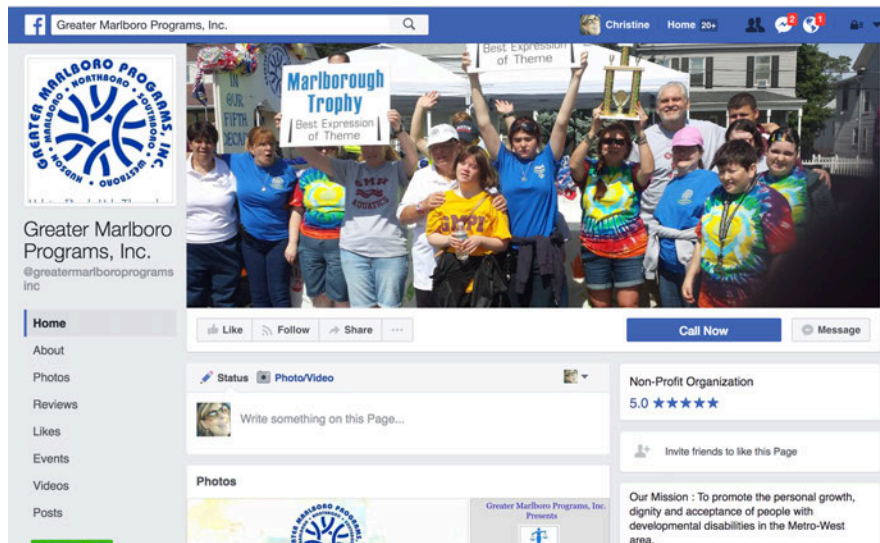 Greater Marlboro Programs, Inc.
Christine
Home 20+
2
1
GREATER MARLBORO PROGRAMS, INC.
HUDSON • MARLBORO • NORTHBORO • SOUTHBORO • WESTBORO
IN
OUR
FIFTH
DECADE
Marlborough
Trophy
Best Expression
of Theme
Best Expression
of Theme
GMPI
AQUATICS
GMPI
Greater Marlboro
Programs, Inc.
@greatermarlboroprograms
inc
Home
About
Photos
Reviews
Likes
Events
Videos
Posts
Like
Follow
Share
...
Call Now
Message
Status
Photo/Video
Write something on this Page...
Photos
Greater Marlboro Programs, Inc.
Presents
Non-Profit Organization
5.0 ★★★★★
Invite friends to like this Page
Our Mission : To promote the personal growth,
dignity and acceptance of people with
developmental disabilities in the Metro-West
area.